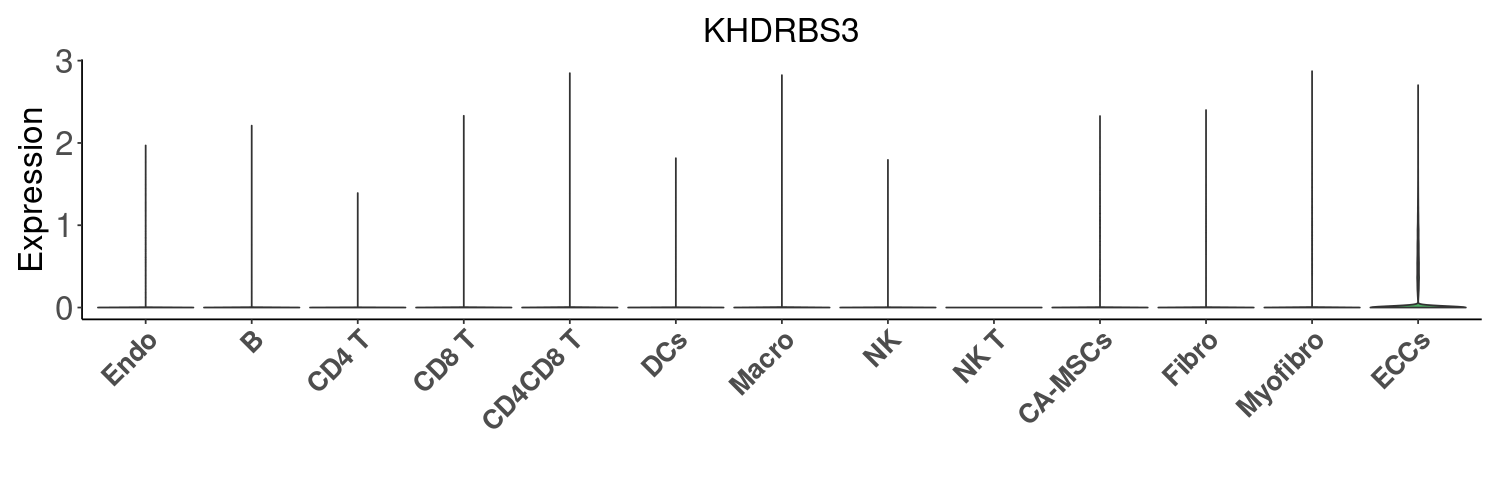 KHDRBS3
Expression
3
2
1
0
Endo
B
CD4 T
CD8 T
CD4CD8 T
DCs
Macro
NK
NK T
CA-MSCs
Fibro
Myofibro
ECCs